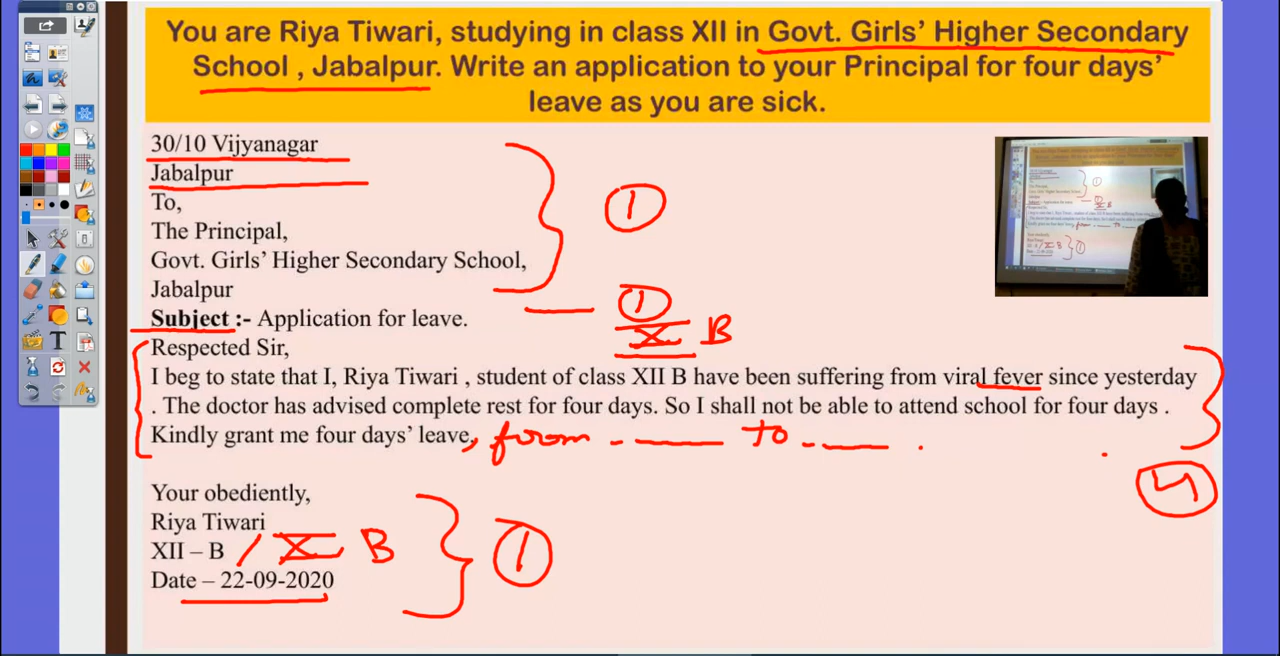 You are Riya Tiwari, studying in class XII in Govt. Girls' Higher Secondary
School , Jabalpur. Write an application to your Principal for four days'
leave as you are sick.
30/10 Vijyanagar
Jabalpur
To,
The Principal,
Govt. Girls' Higher Secondary School,
Jabalpur
1
1
X B
Subject :- Application for leave.
Respected Sir,
I beg to state that I, Riya Tiwari , student of class XII B have been suffering from viral fever since yesterday
. The doctor has advised complete rest for four days. So I shall not be able to attend school for four days .
Kindly grant me four days' leave, from - —— to - —— .
4
Your obediently,
Riya Tiwari
XII – B / X B
Date – 22-09-2020
1